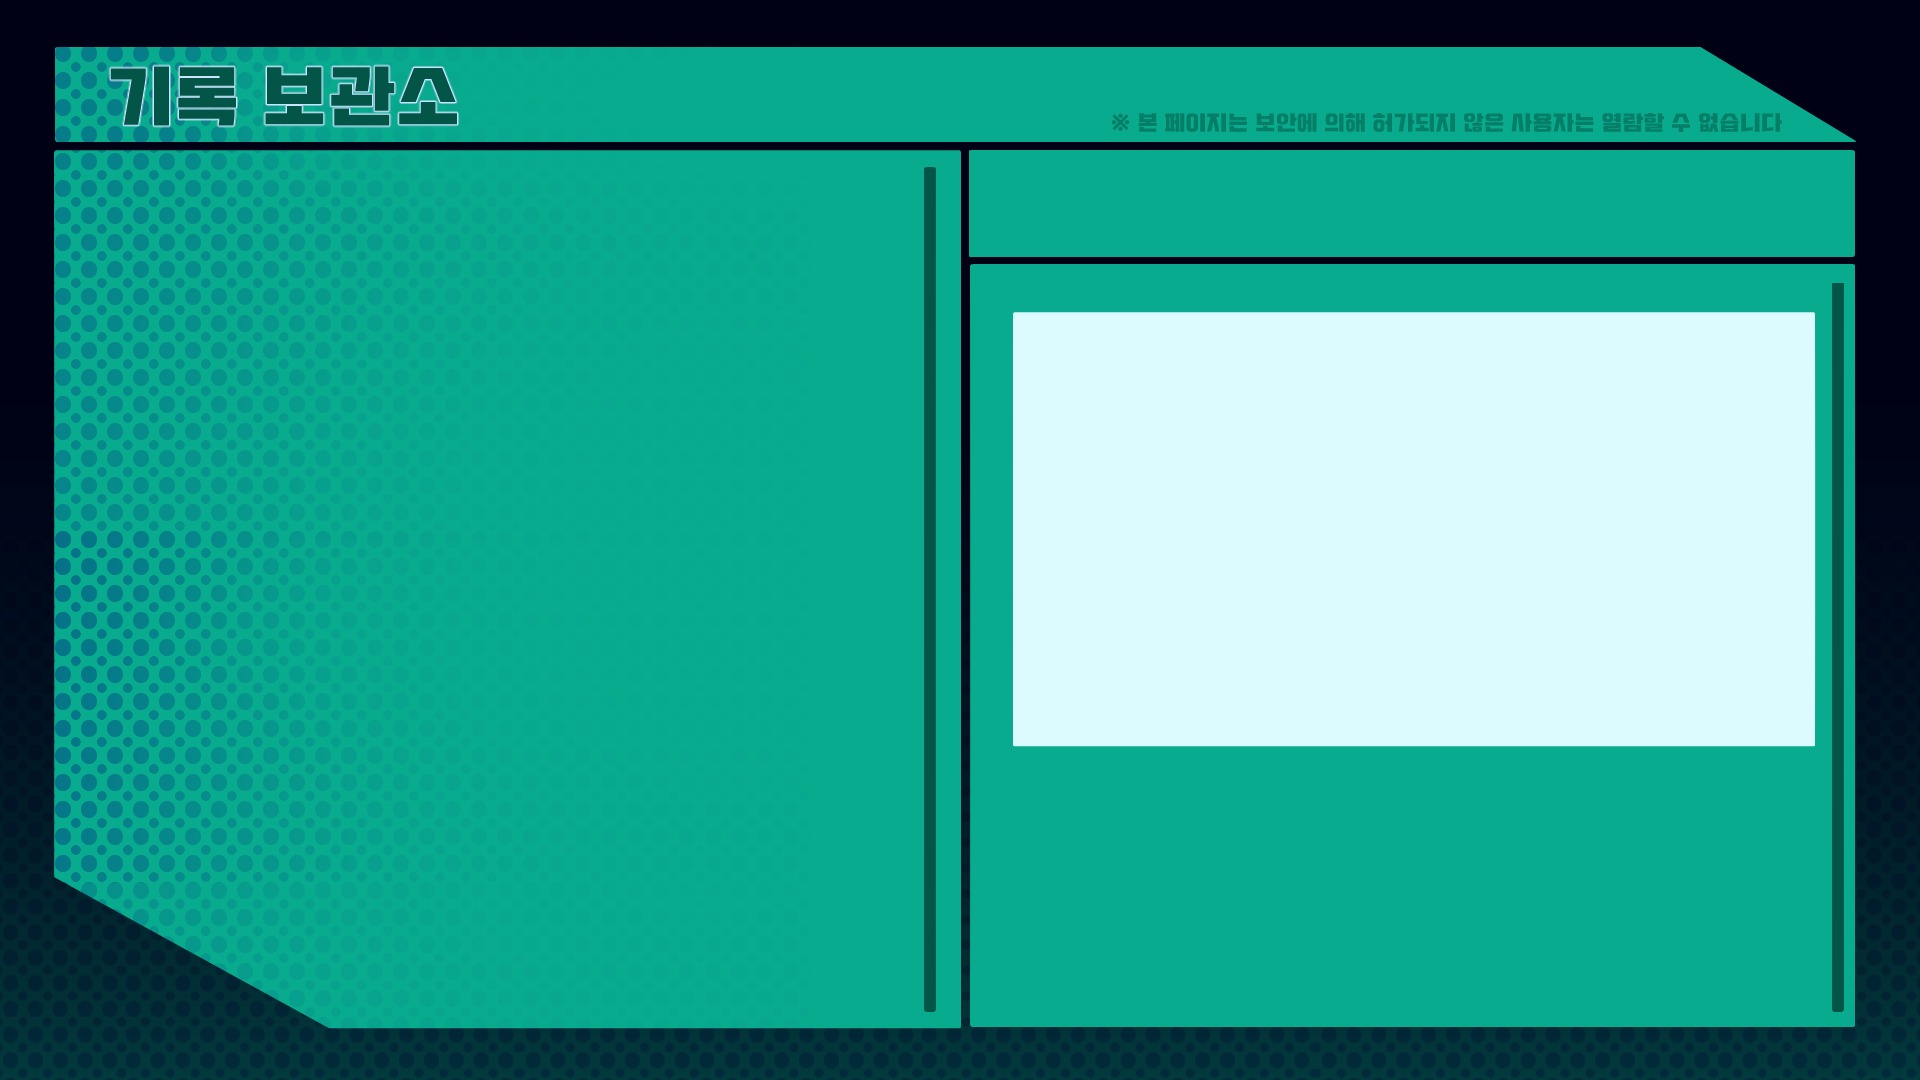 기록 보관소
※ 본 페이지는 보안에 의해 허가되지 않은 사용자는 열람할 수 없습니다